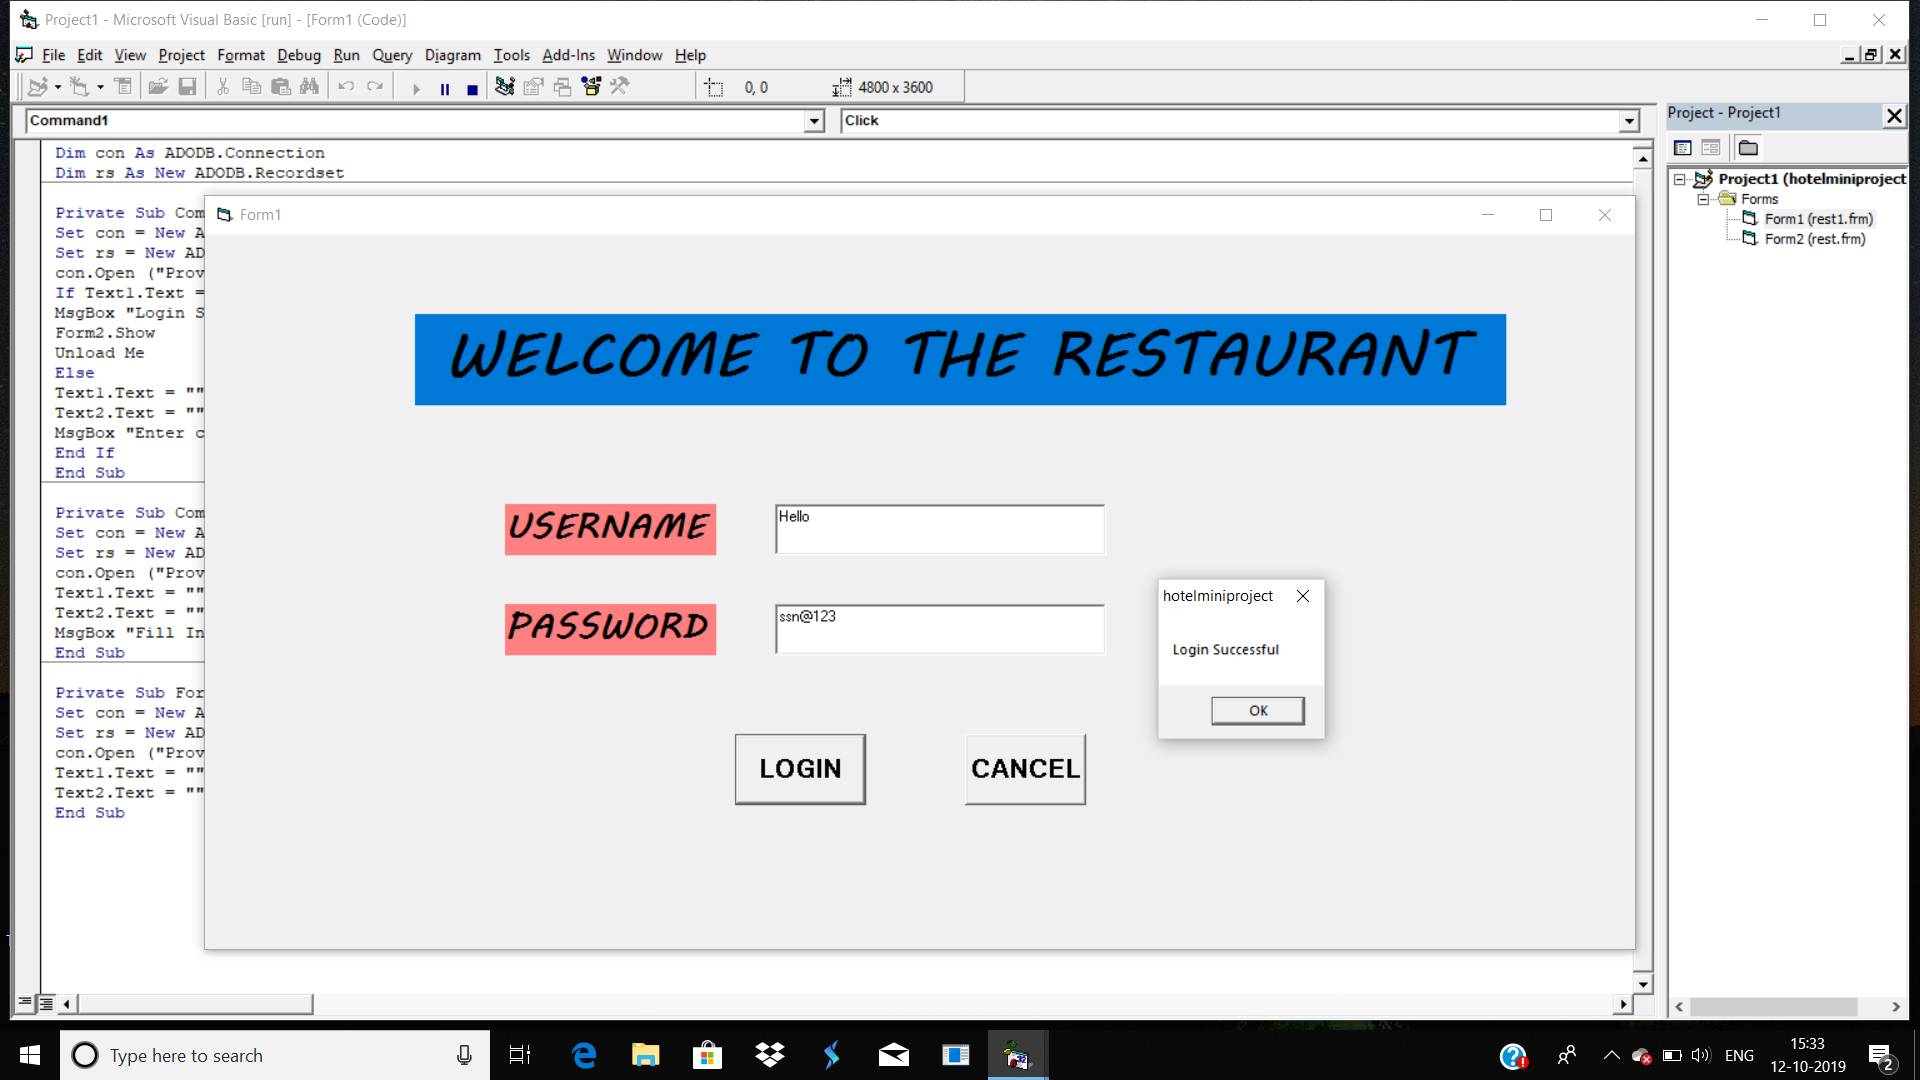 Project1 - Microsoft Visual Basic [run] - [Form1 (Code)]
File Edit View Project Format Debug Run Query Diagram Tools Add-Ins Window Help
0, 0 4800 x 3600
Command1 Click
Project - Project1
Dim con As ADODB.Connection
Dim rs As New ADODB.Recordset
Project1 (hotelminiproject
Forms
Form1 (rest1.frm)
Form2 (rest.frm)
Private Sub Com
Set con = New A
Set rs = New AD
con.Open ("Prov
If Text1.Text =
MsgBox "Login S
Form2.Show
Unload Me
Else
Text1.Text = ""
Text2.Text = ""
MsgBox "Enter c
End If
End Sub
Private Sub Com
Set con = New A
Set rs = New AD
con.Open ("Prov
Text1.Text = ""
Text2.Text = ""
MsgBox "Fill In
End Sub
Private Sub For
Set con = New A
Set rs = New AD
con.Open ("Prov
Text1.Text = ""
Text2.Text = ""
End Sub
Form1
WELCOME TO THE RESTAURANT
USERNAME Hello
PASSWORD ssn@123
LOGIN CANCEL
hotelminiproject
Login Successful
OK
Type here to search
ENG
15:33
12-10-2019
2